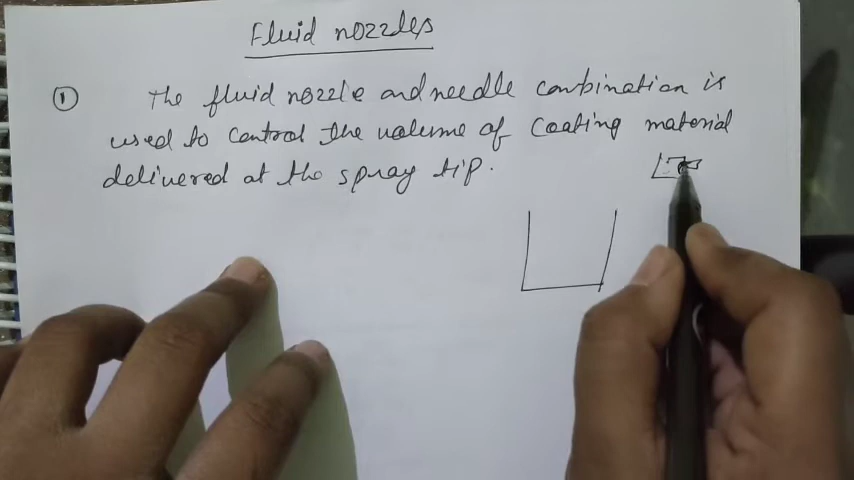 Fluid nozzles
① The fluid nozzle and needle combination is
used to control the volume of coating material
delivered at the spray tip.